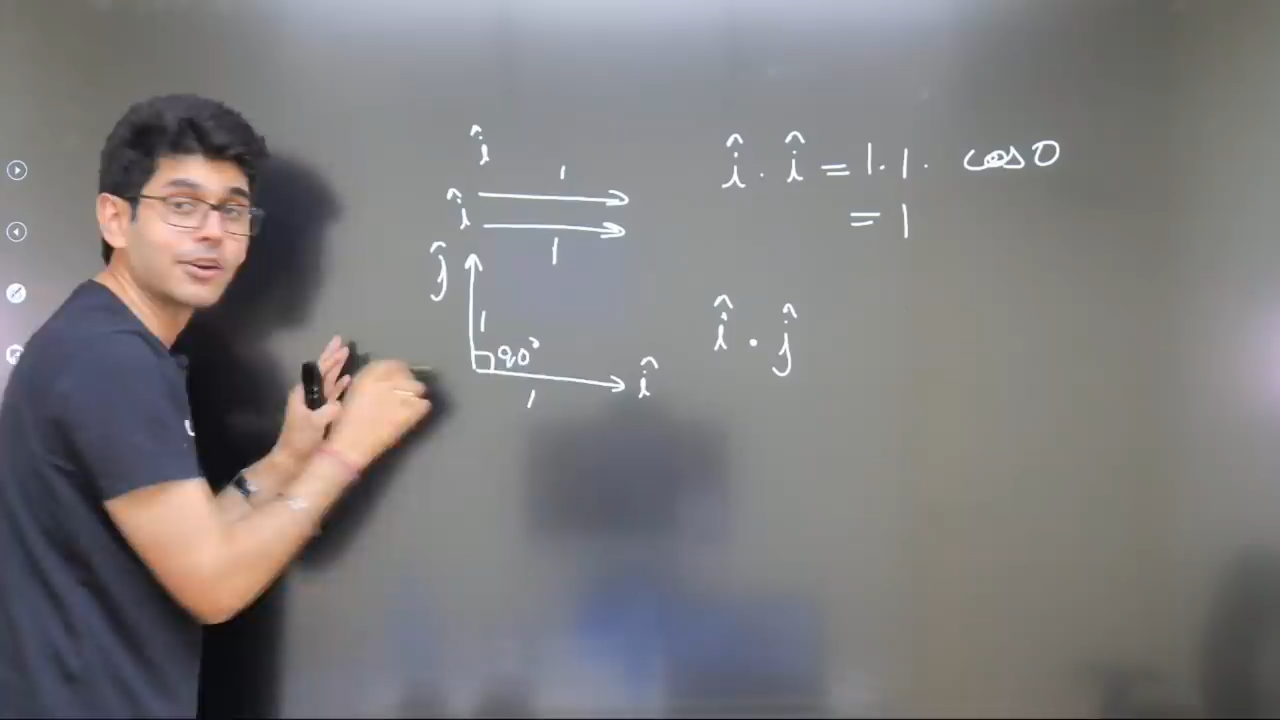 î
î 1
1
î . î = 1 . 1 . cos 0
= 1
ĵ
1
90°
1 î
î . ĵ